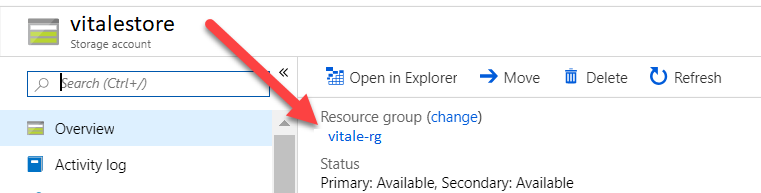 vitalestore
Storage account
Search (Ctrl+/)
«
Overview
Activity log
Open in Explorer
Move
Delete
Refresh
Resource group (change)
vitale-rg
Status
Primary: Available, Secondary: Available